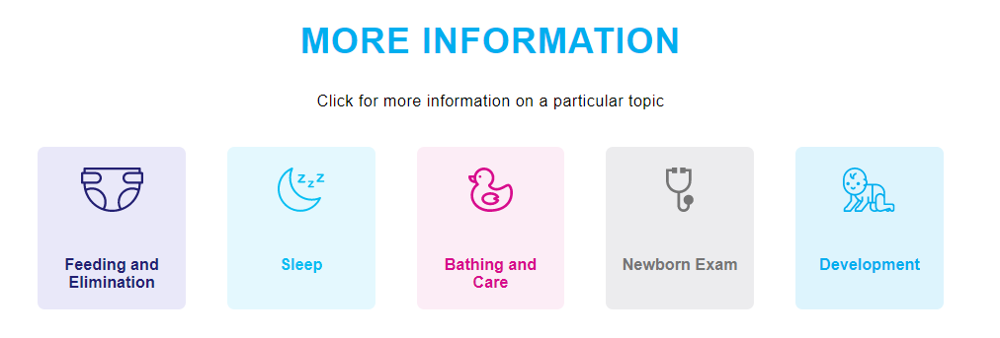 MORE INFORMATION
Click for more information on a particular topic
z z z
Feeding and
Elimination
Sleep
Bathing and
Care
Newborn Exam
Development